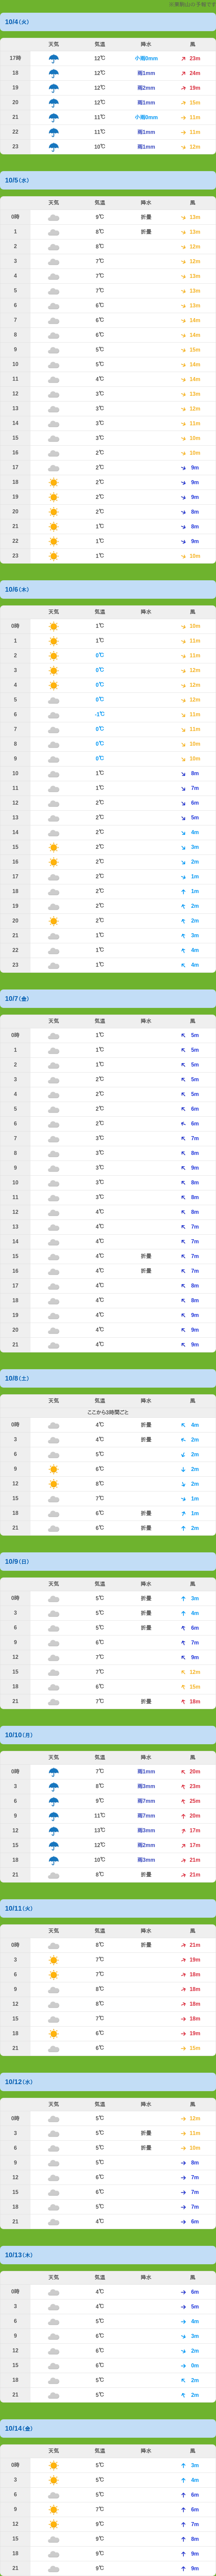 10/4(火)
天気 気温 降水 風
17時 12℃ 小雨0mm 23m
18 12℃ 雨1mm 24m
19 12℃ 雨2mm 19m
20 12℃ 雨1mm 15m
21 11℃ 小雨0mm 11m
22 11℃ 雨1mm 11m
23 10℃ 雨1mm 12m
10/5(水)
天気 気温 降水 風
0時 9℃ 折曇 13m
1 8℃ 折曇 13m
2 8℃ 12m
3 7℃ 12m
4 7℃ 13m
5 7℃ 13m
6 6℃ 13m
7 6℃ 14m
8 6℃ 14m
9 5℃ 15m
10 5℃ 14m
11 4℃ 14m
12 3℃ 13m
13 3℃ 12m
14 3℃ 11m
15 3℃ 10m
16 2℃ 10m
17 2℃ 9m
18 2℃ 9m
19 2℃ 9m
20 2℃ 8m
21 1℃ 8m
22 1℃ 9m
23 1℃ 10m
10/6(木)
天気 気温 降水 風
0時 1℃ 10m
1 1℃ 11m
2 0℃ 11m
3 0℃ 12m
4 0℃ 12m
5 0℃ 12m
6 -1℃ 11m
7 0℃ 11m
8 0℃ 10m
9 0℃ 10m
10 1℃ 8m
11 1℃ 7m
12 2℃ 6m
13 2℃ 5m
14 2℃ 4m
15 2℃ 3m
16 2℃ 2m
17 2℃ 1m
18 2℃ 1m
19 2℃ 2m
20 2℃ 2m
21 1℃ 3m
22 1℃ 4m
23 1℃ 4m
10/7(金)
天気 気温 降水 風
0時 1℃ 5m
1 1℃ 5m
2 1℃ 5m
3 2℃ 5m
4 2℃ 5m
5 2℃ 6m
6 2℃ 6m
7 3℃ 7m
8 3℃ 8m
9 3℃ 9m
10 3℃ 8m
11 3℃ 8m
12 4℃ 8m
13 4℃ 7m
14 4℃ 7m
15 4℃ 折曇 7m
16 4℃ 折曇 7m
17 4℃ 8m
18 4℃ 8m
19 4℃ 9m
20 4℃ 9m
21 4℃ 9m
10/8(土)
天気 気温 降水 風
ここから3時間ごと
0時 4℃ 折曇 4m
3 4℃ 折曇 2m
6 5℃ 2m
9 6℃ 2m
12 8℃ 2m
15 7℃ 1m
18 6℃ 折曇 1m
21 6℃ 折曇 2m
10/9(日)
天気 気温 降水 風
0時 5℃ 折曇 3m
3 5℃ 折曇 4m
6 5℃ 折曇 6m
9 6℃ 7m
12 7℃ 9m
15 7℃ 12m
18 6℃ 15m
21 7℃ 折曇 18m
10/10(月)
天気 気温 降水 風
0時 7℃ 雨1mm 20m
3 8℃ 雨3mm 23m
6 9℃ 雨7mm 25m
9 11℃ 雨7mm 20m
12 13℃ 雨3mm 17m
15 12℃ 雨2mm 17m
18 10℃ 雨3mm 21m
21 8℃ 折曇 21m
10/11(火)
天気 気温 降水 風
0時 8℃ 折曇 21m
3 7℃ 19m
6 7℃ 18m
9 8℃ 18m
12 8℃ 18m
15 7℃ 18m
18 6℃ 19m
21 6℃ 15m
10/12(水)
天気 気温 降水 風
0時 5℃ 12m
3 5℃ 折曇 11m
6 5℃ 折曇 10m
9 5℃ 8m
12 6℃ 7m
15 6℃ 7m
18 5℃ 7m
21 4℃ 6m
10/13(木)
天気 気温 降水 風
0時 4℃ 6m
3 4℃ 5m
6 5℃ 4m
9 6℃ 3m
12 6℃ 2m
15 6℃ 0m
18 5℃ 2m
21 5℃ 2m
10/14(金)
天気 気温 降水 風
0時 5℃ 3m
3 5℃ 4m
6 6℃ 6m
9 7℃ 6m
12 9℃ 7m
15 9℃ 8m
18 9℃ 9m
21 9℃ 9m